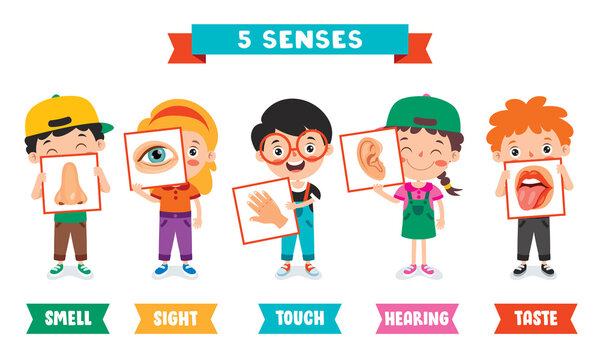 5 SENSES
SMELL
SIGHT
TOUCH
HEARING
TASTE